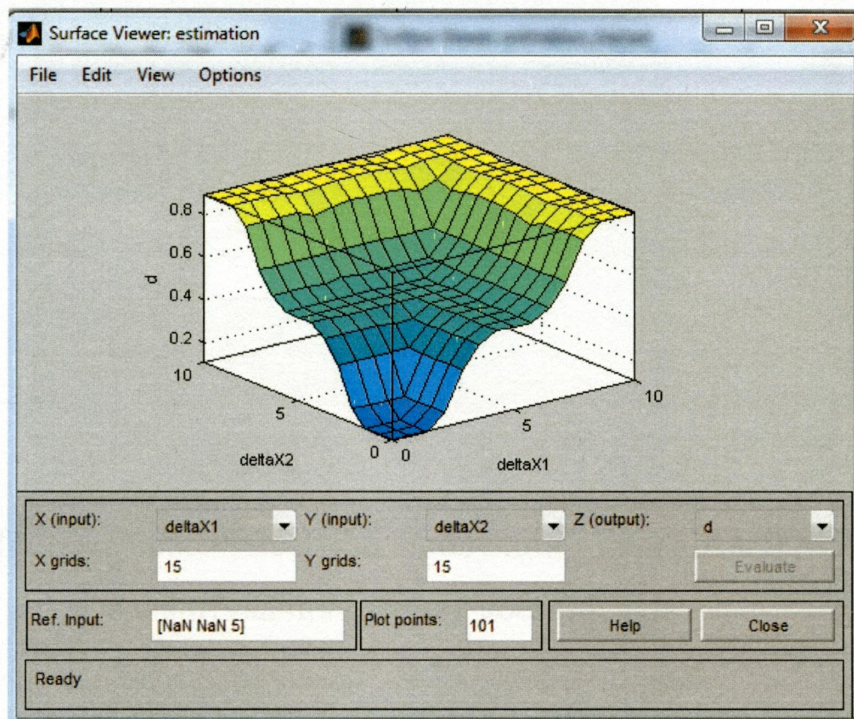 Surface Viewer: estimation
File Edit View Options
0.8
0.6
0.4
0.2
d
10
5
0
deltaX2
0
5
10
deltaX1
X (input): deltaX1 Y (input): deltaX2 Z (output): d
X grids: 15 Y grids: 15 Evaluate
Ref. Input: [NaN NaN 5] Plot points: 101 Help Close
Ready